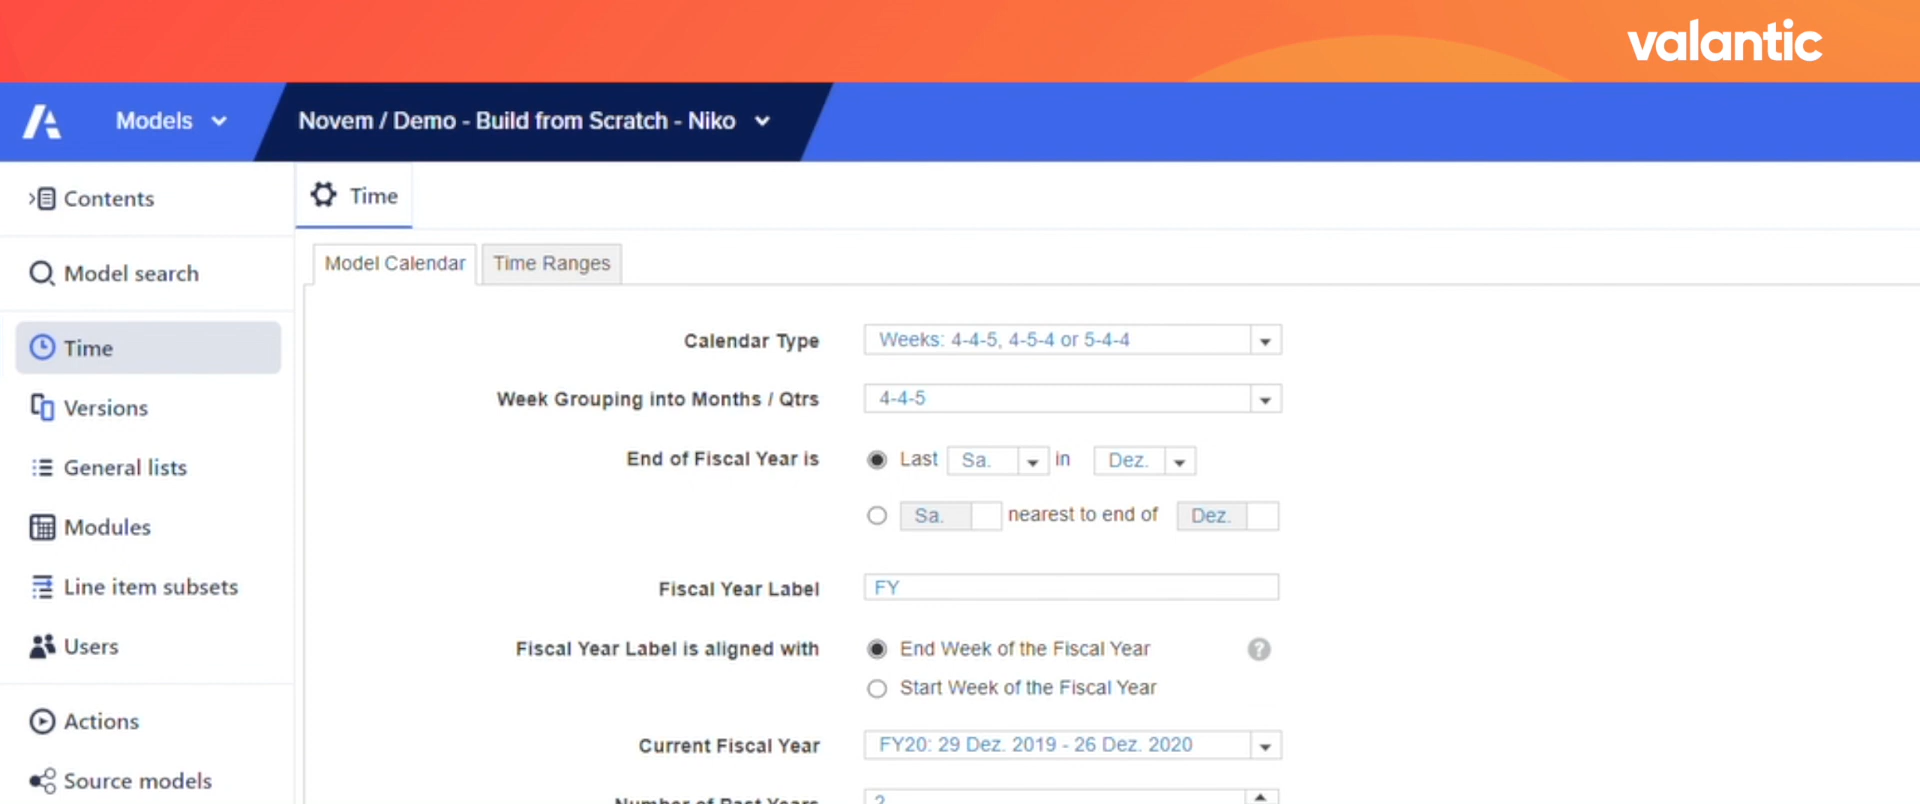 valantic
Models
Novem / Demo - Build from Scratch - Niko
Contents
Time
Model search
Model Calendar
Time Ranges
Time
Calendar Type
Weeks: 4-4-5, 4-5-4 or 5-4-4
Versions
Week Grouping into Months / Qtrs
4-4-5
General lists
End of Fiscal Year is
Last Sa. in Dez.
Modules
Sa. nearest to end of Dez.
Line item subsets
Fiscal Year Label
FY
Users
Fiscal Year Label is aligned with
End Week of the Fiscal Year
?
Start Week of the Fiscal Year
Actions
Current Fiscal Year
FY20: 29 Dez. 2019 - 26 Dez. 2020
Source models
Number of Past Years
2